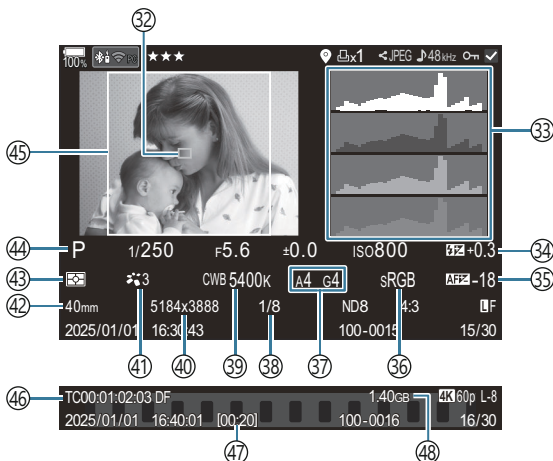 32
100% PC ★★★ x1 JPEG 48kHz
45
33
44 P 1/250 F5.6 ±0.0 ISO800 +0.3 34
43 3 CWB 5400K A4 G4 sRGB AF -18 35
42 40mm 5184x3888 1/8 ND8 4:3 LF
2025/01/01 16:30:43 100-0015 15/30
41 40 39 38 37 36
46 TC00:01:02:03 DF 1.40GB 4K 60p L-8
2025/01/01 16:40:01 [00:20] 100-0016 16/30
47 48